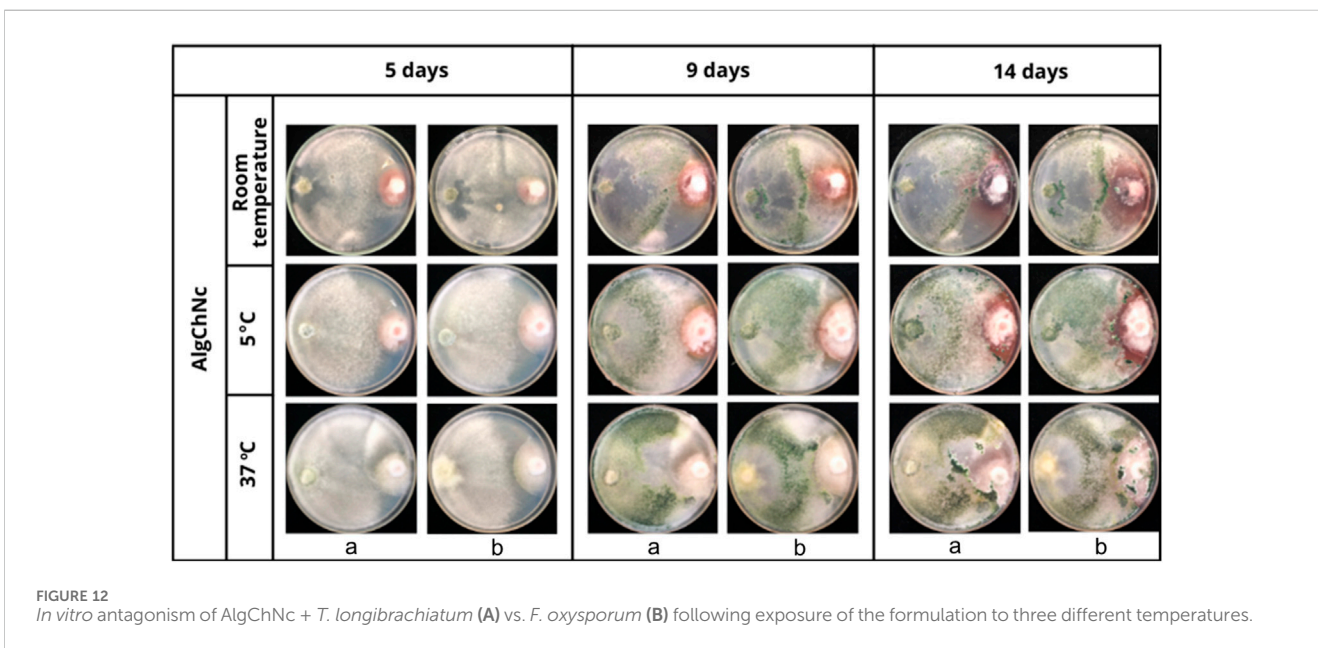 5 days
9 days
14 days
AlgChNc
Room
temperature
5°C
37 °C
a
b
a
b
a
b
FIGURE 12
In vitro antagonism of AlgChNc + T. longibrachiatum (A) vs. F. oxysporum (B) following exposure of the formulation to three different temperatures.